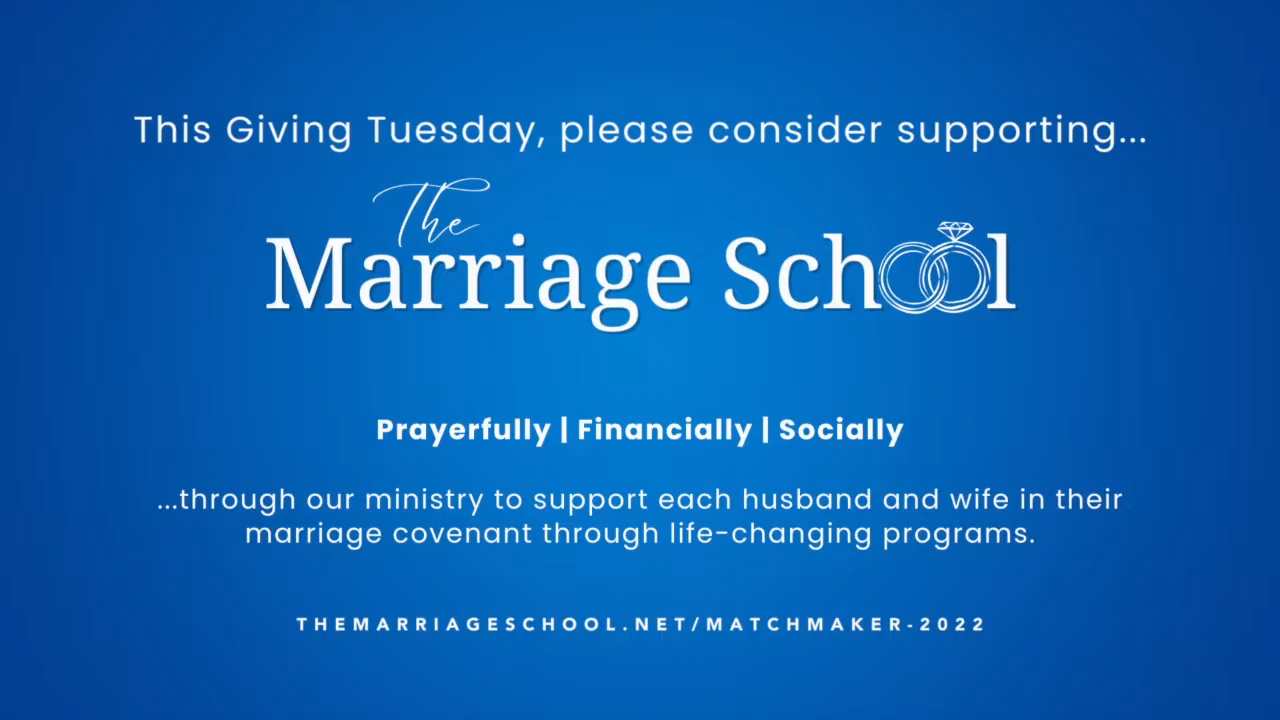 This Giving Tuesday, please consider supporting...
The
Marriage School
Prayerfully | Financially | Socially
...through our ministry to support each husband and wife in their
marriage covenant through life-changing programs.
THEMARRIAGESCHOOL.NET/MATCHMAKER-2022